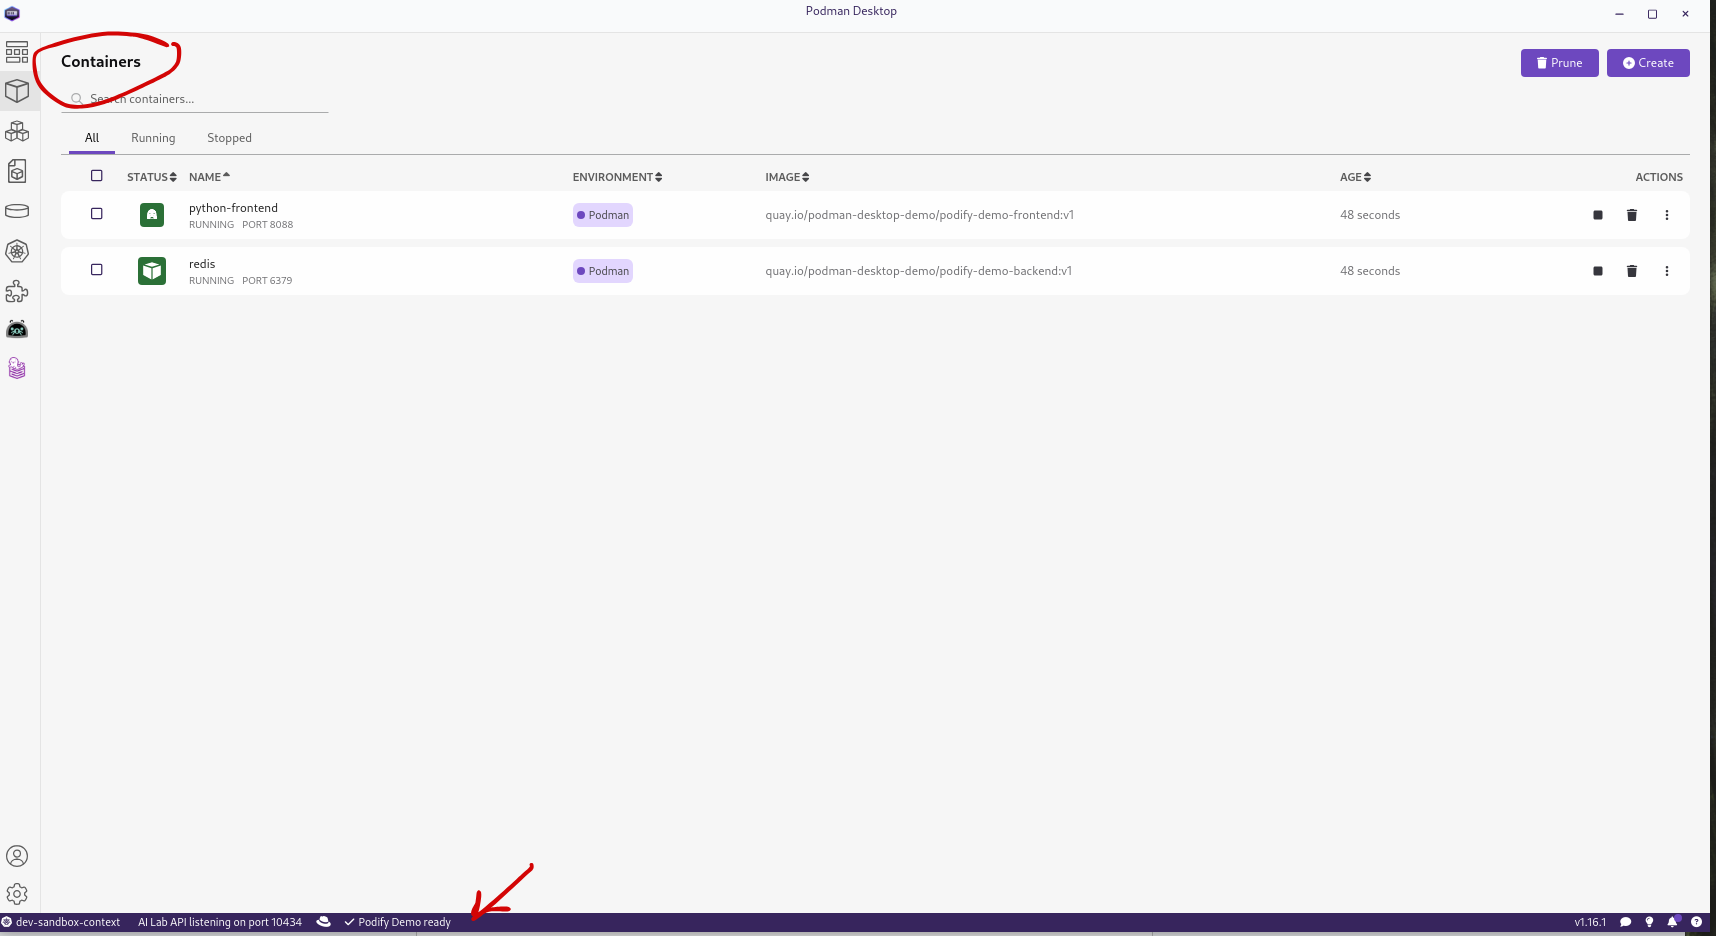 Podman Desktop
Containers
Prune
Create
Search containers...
All Running Stopped
STATUS NAME ENVIRONMENT IMAGE AGE ACTIONS
python-frontend
RUNNING PORT 8088
Podman
quay.io/podman-desktop-demo/podify-demo-frontend:v1
48 seconds
redis
RUNNING PORT 6379
Podman
quay.io/podman-desktop-demo/podify-demo-backend:v1
48 seconds
dev-sandbox-context AI Lab API listening on port 10434 Podify Demo ready v1.16.1